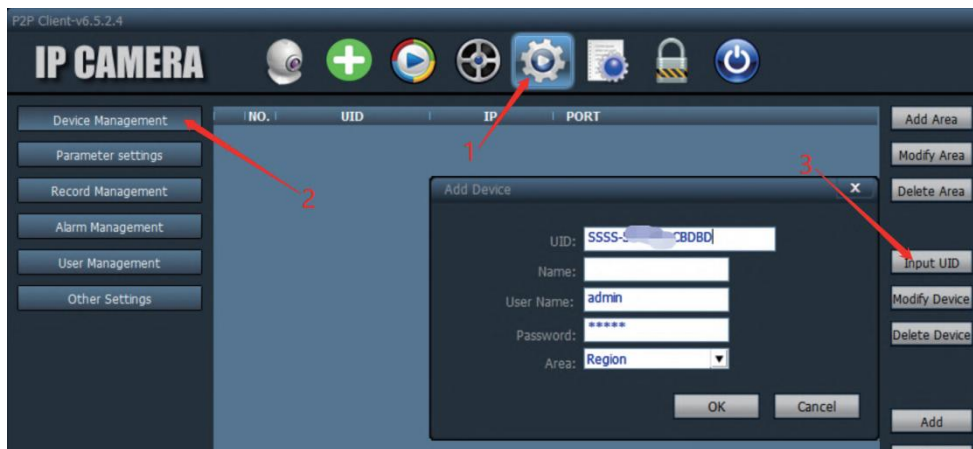 P2P Client-v6.5.2.4
IP CAMERA
Device Management
Parameter settings
Record Management
Alarm Management
User Management
Other Settings
NO. UID IP PORT
1
2
3
Add Area
Modify Area
Delete Area
Input UID
Modify Device
Delete Device
Add
Add Device x
UID: SSSS- CBDBD
Name:
User Name: admin
Password: *****
Area: Region
OK Cancel